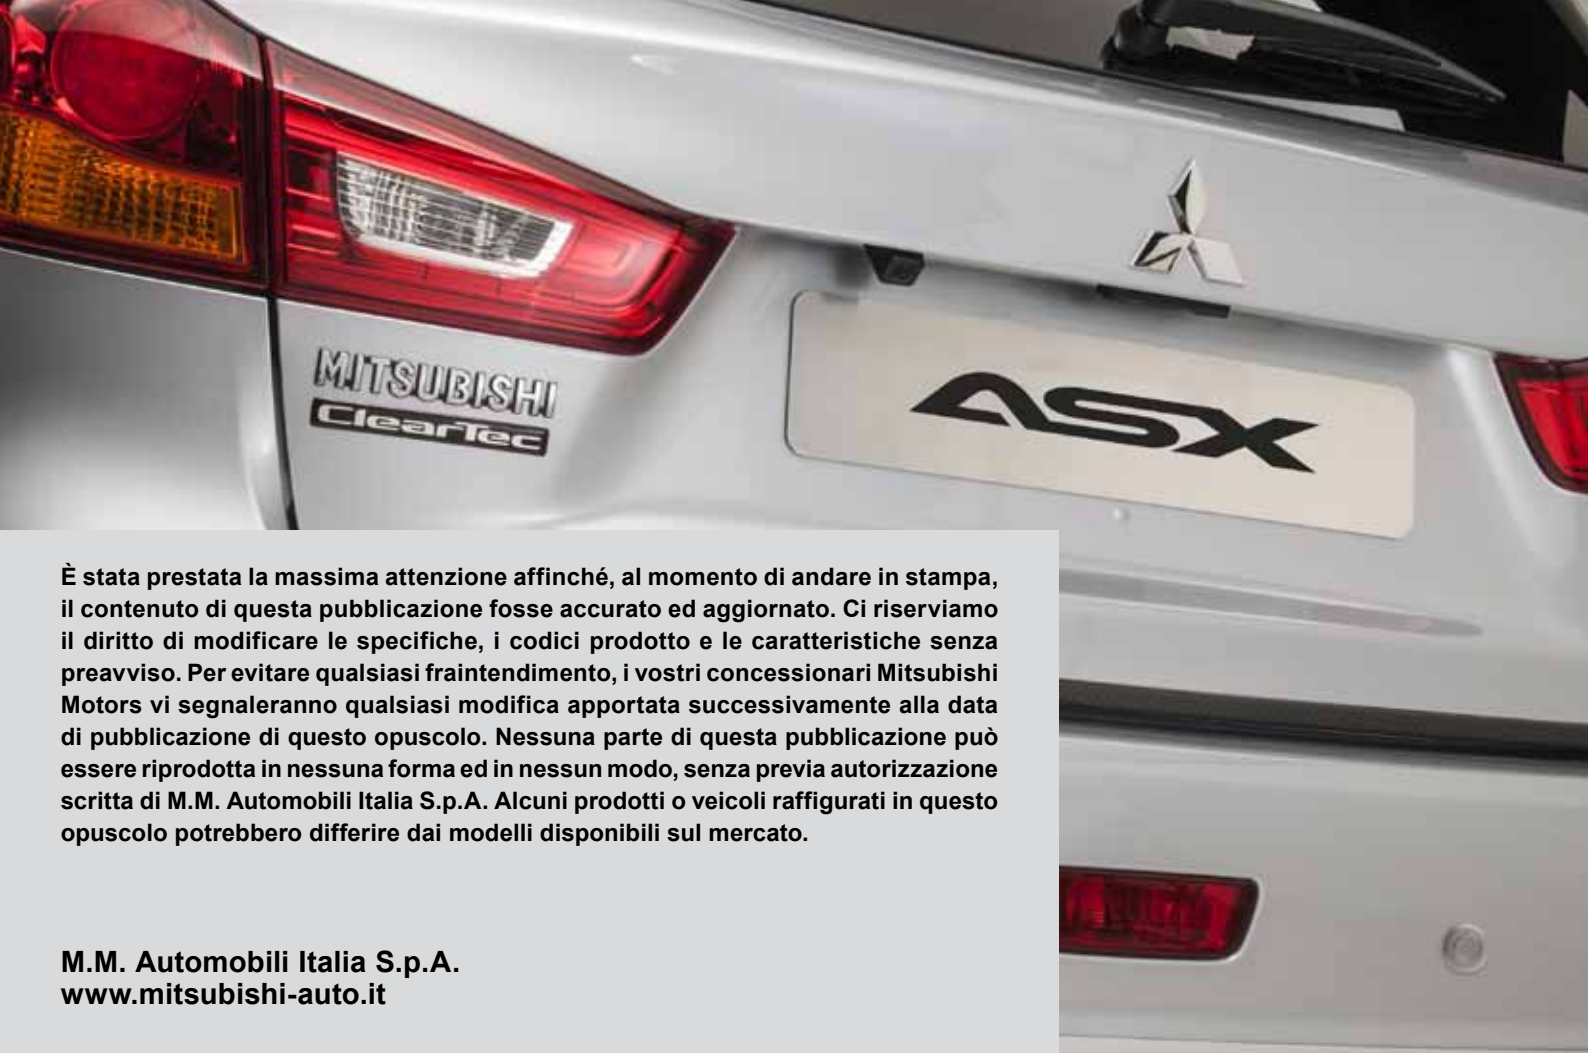 MITSUBISHI
ClearTec
ASX
È stata prestata la massima attenzione affinché, al momento di andare in stampa,
il contenuto di questa pubblicazione fosse accurato ed aggiornato. Ci riserviamo
il diritto di modificare le specifiche, i codici prodotto e le caratteristiche senza
preavviso. Per evitare qualsiasi fraintendimento, i vostri concessionari Mitsubishi
Motors vi segnaleranno qualsiasi modifica apportata successivamente alla data
di pubblicazione di questo opuscolo. Nessuna parte di questa pubblicazione può
essere riprodotta in nessuna forma ed in nessun modo, senza previa autorizzazione
scritta di M.M. Automobili Italia S.p.A. Alcuni prodotti o veicoli raffigurati in questo
opuscolo potrebbero differire dai modelli disponibili sul mercato.
M.M. Automobili Italia S.p.A.
www.mitsubishi-auto.it